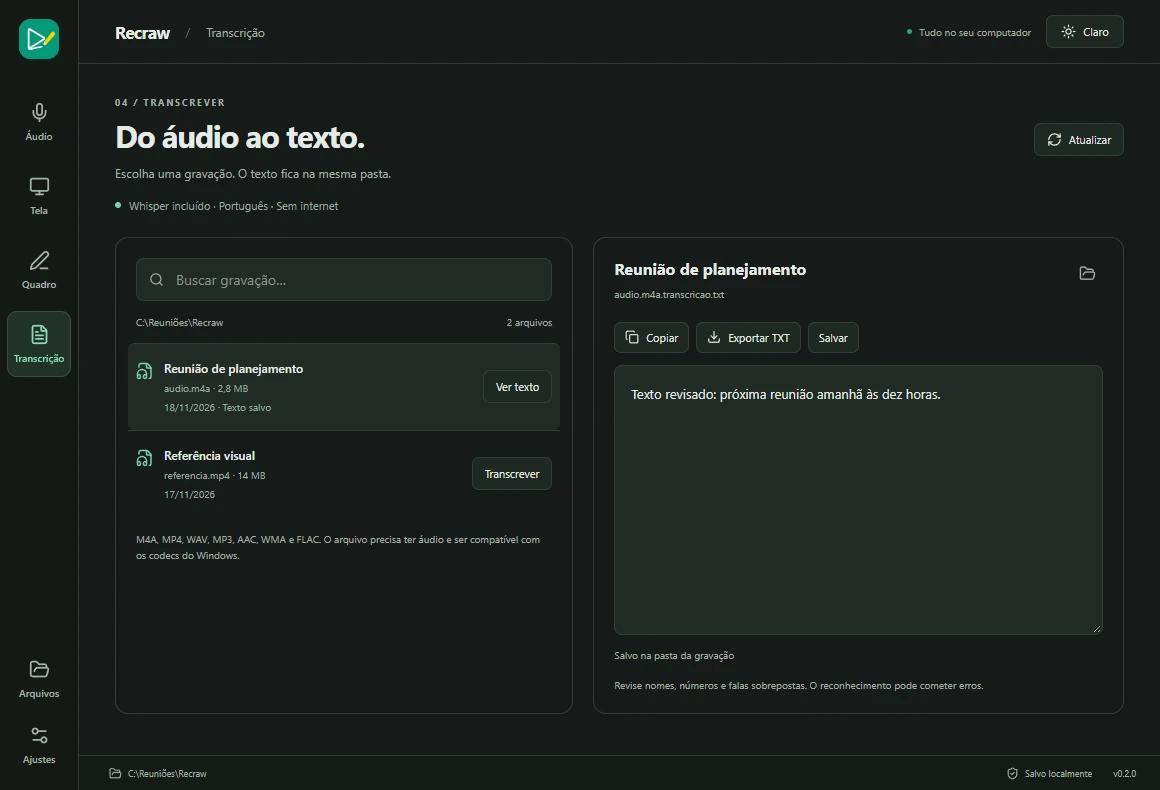 Recraw / Transcrição
Tudo no seu computador
Claro
Áudio
Tela
Quadro
Transcrição
Arquivos
Ajustes
04 / TRANSCREVER
Do áudio ao texto.
Escolha uma gravação. O texto fica na mesma pasta.
Whisper incluído · Português · Sem internet
Atualizar
Buscar gravação...
C:\Reuniões\Recraw
2 arquivos
Reunião de planejamento
audio.m4a · 2,8 MB
18/11/2026 · Texto salvo
Ver texto
Referência visual
referencia.mp4 · 14 MB
17/11/2026
Transcrever
M4A, MP4, WAV, MP3, AAC, WMA e FLAC. O arquivo precisa ter áudio e ser compatível com
os codecs do Windows.
Reunião de planejamento
audio.m4a.transcricao.txt
Copiar
Exportar TXT
Salvar
Texto revisado: próxima reunião amanhã às dez horas.
Salvo na pasta da gravação
Revise nomes, números e falas sobrepostas. O reconhecimento pode cometer erros.
C:\Reuniões\Recraw
Salvo localmente
v0.2.0